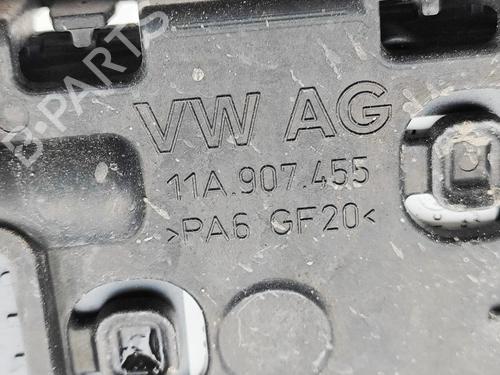 B-PARTS
VW AG
11A.907.455
>PA6 GF20<